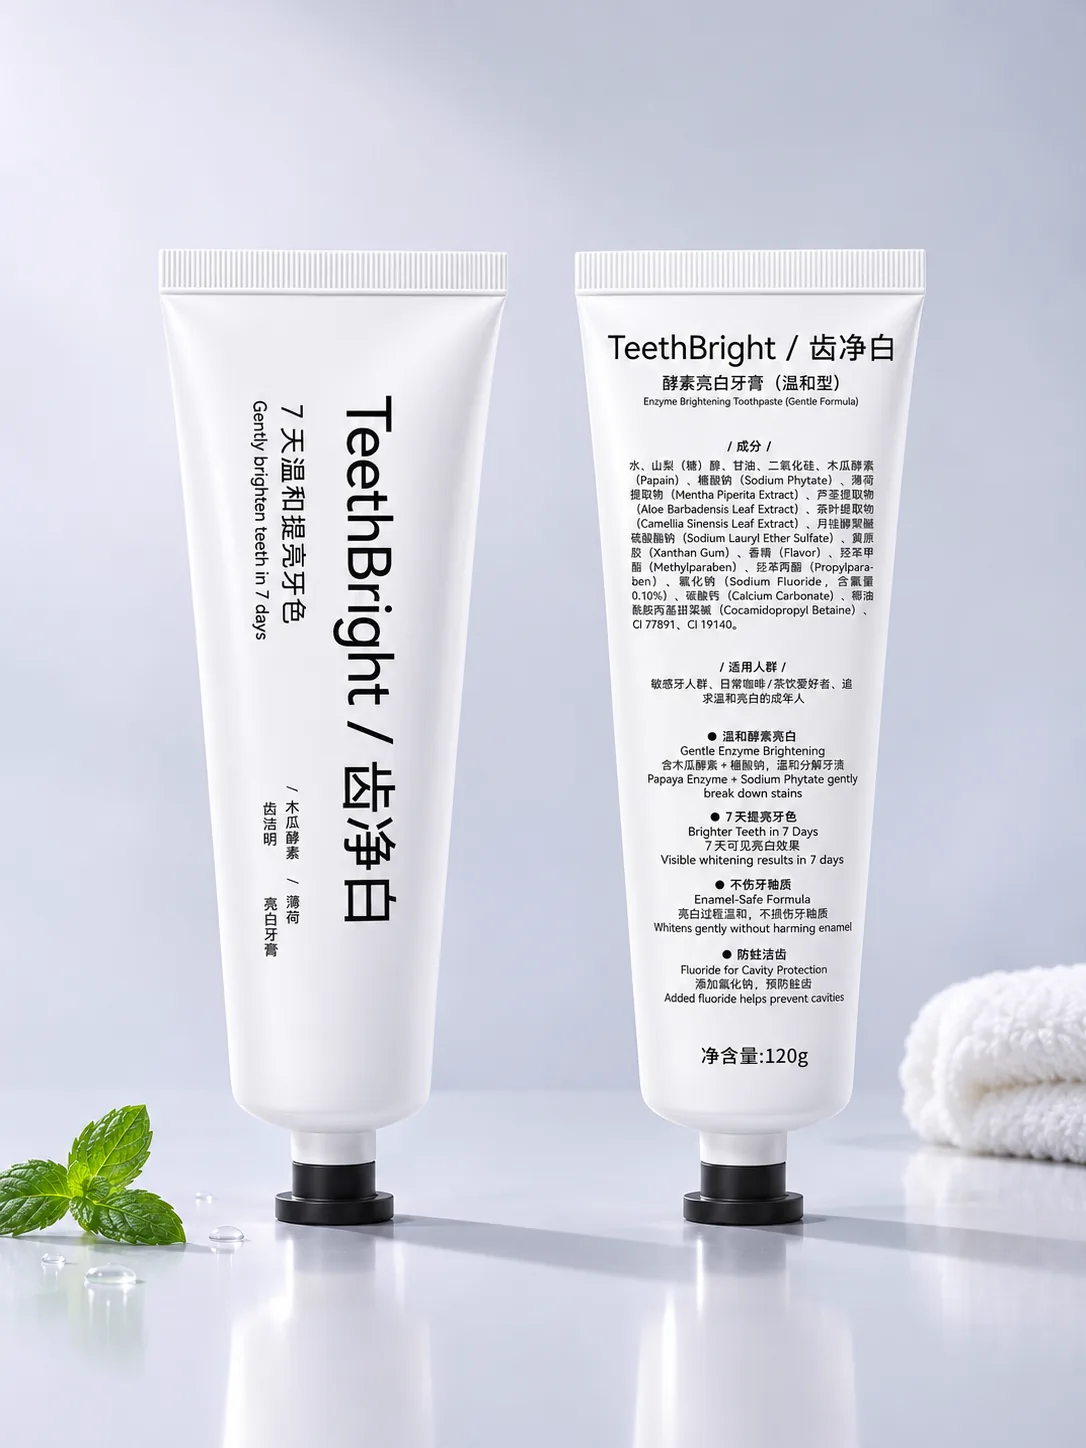 TeethBright / 齿净白
7 天温和提亮牙色
Gently brighten teeth in 7 days
/ 木瓜酵素 / 薄荷
齿洁明 亮白牙膏
TeethBright / 齿净白
酵素亮白牙膏（温和型）
Enzyme Brightening Toothpaste (Gentle Formula)
/ 成分 /
水、山梨（糖）醇、甘油、二氧化硅、木瓜酵素
（Papain）、酸钠（Sodium Phytate）、薄荷
提取物（Mentha Piperita Extract）、芦荟提取物
（Aloe Barbadensis Leaf Extract）、茶叶提取物
（Camellia Sinensis Leaf Extract）、月
硫酸钠（Sodium Lauryl Ether Sulfate）、黄原
胶（Xanthan Gum）、香精（Flavor）、羟苯甲
酯（Methylparaben）、羟苯丙酯（Propylpara-
ben）、氟化钠（Sodium Fluoride，含氟量
0.10%）、碳酸钙（Calcium Carbonate）、椰油
酰胺丙基（Cocamidopropyl Betaine）、
CI 77891、CI 19140。
/ 适用人群 /
敏感牙人群、日常咖啡/茶饮爱好者、追
求温和亮白的成年人
● 温和酵素亮白
Gentle Enzyme Brightening
含木瓜酵素 + 酸钠，温和分解牙渍
Papaya Enzyme + Sodium Phytate gently
break down stains
● 7 天提亮牙色
Brighter Teeth in 7 Days
7 天可见亮白效果
Visible whitening results in 7 days
● 不伤牙釉质
Enamel-Safe Formula
亮白过程温和，不损伤牙釉质
Whitens gently without harming enamel
● 防蛀洁齿
Fluoride for Cavity Protection
添加氟化钠，预防蛀齿
Added fluoride helps prevent cavities
净含量:120g